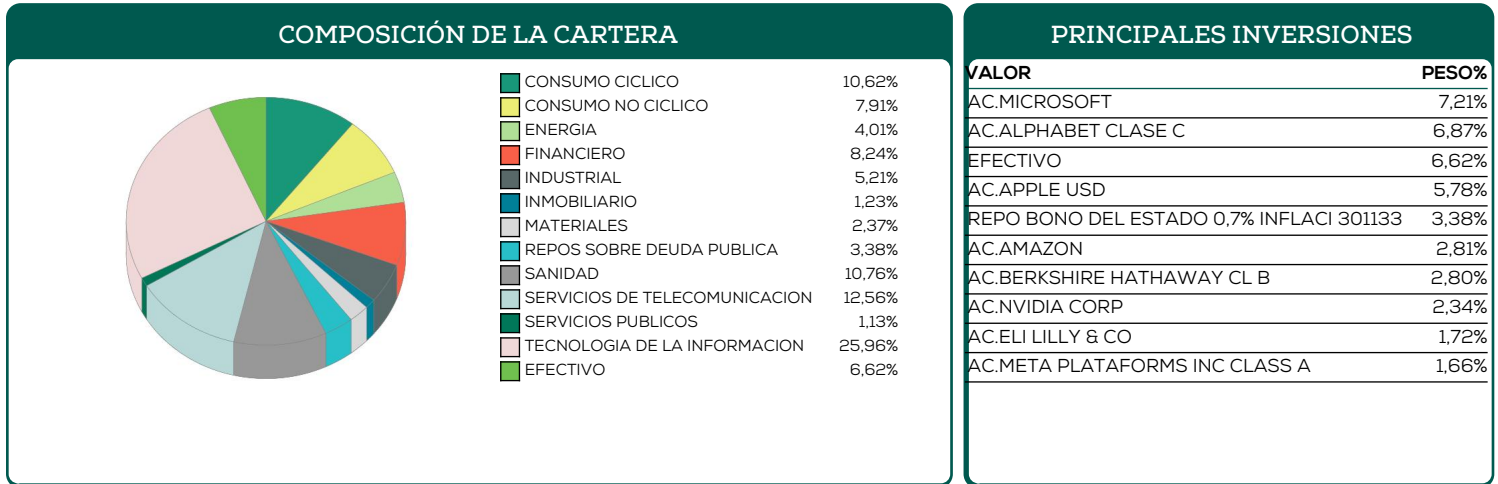 COMPOSICIÓN DE LA CARTERA
CONSUMO CICLICO 10,62%
CONSUMO NO CICLICO 7,91%
ENERGIA 4,01%
FINANCIERO 8,24%
INDUSTRIAL 5,21%
INMOBILIARIO 1,23%
MATERIALES 2,37%
REPOS SOBRE DEUDA PUBLICA 3,38%
SANIDAD 10,76%
SERVICIOS DE TELECOMUNICACION 12,56%
SERVICIOS PUBLICOS 1,13%
TECNOLOGIA DE LA INFORMACION 25,96%
EFECTIVO 6,62%
PRINCIPALES INVERSIONES
VALOR PESO%
AC.MICROSOFT 7,21%
AC.ALPHABET CLASE C 6,87%
EFECTIVO 6,62%
AC.APPLE USD 5,78%
REPO BONO DEL ESTADO 0,7% INFLACI 301133 3,38%
AC.AMAZON 2,81%
AC.BERKSHIRE HATHAWAY CL B 2,80%
AC.NVIDIA CORP 2,34%
AC.ELI LILLY & CO 1,72%
AC.META PLATAFORMS INC CLASS A 1,66%